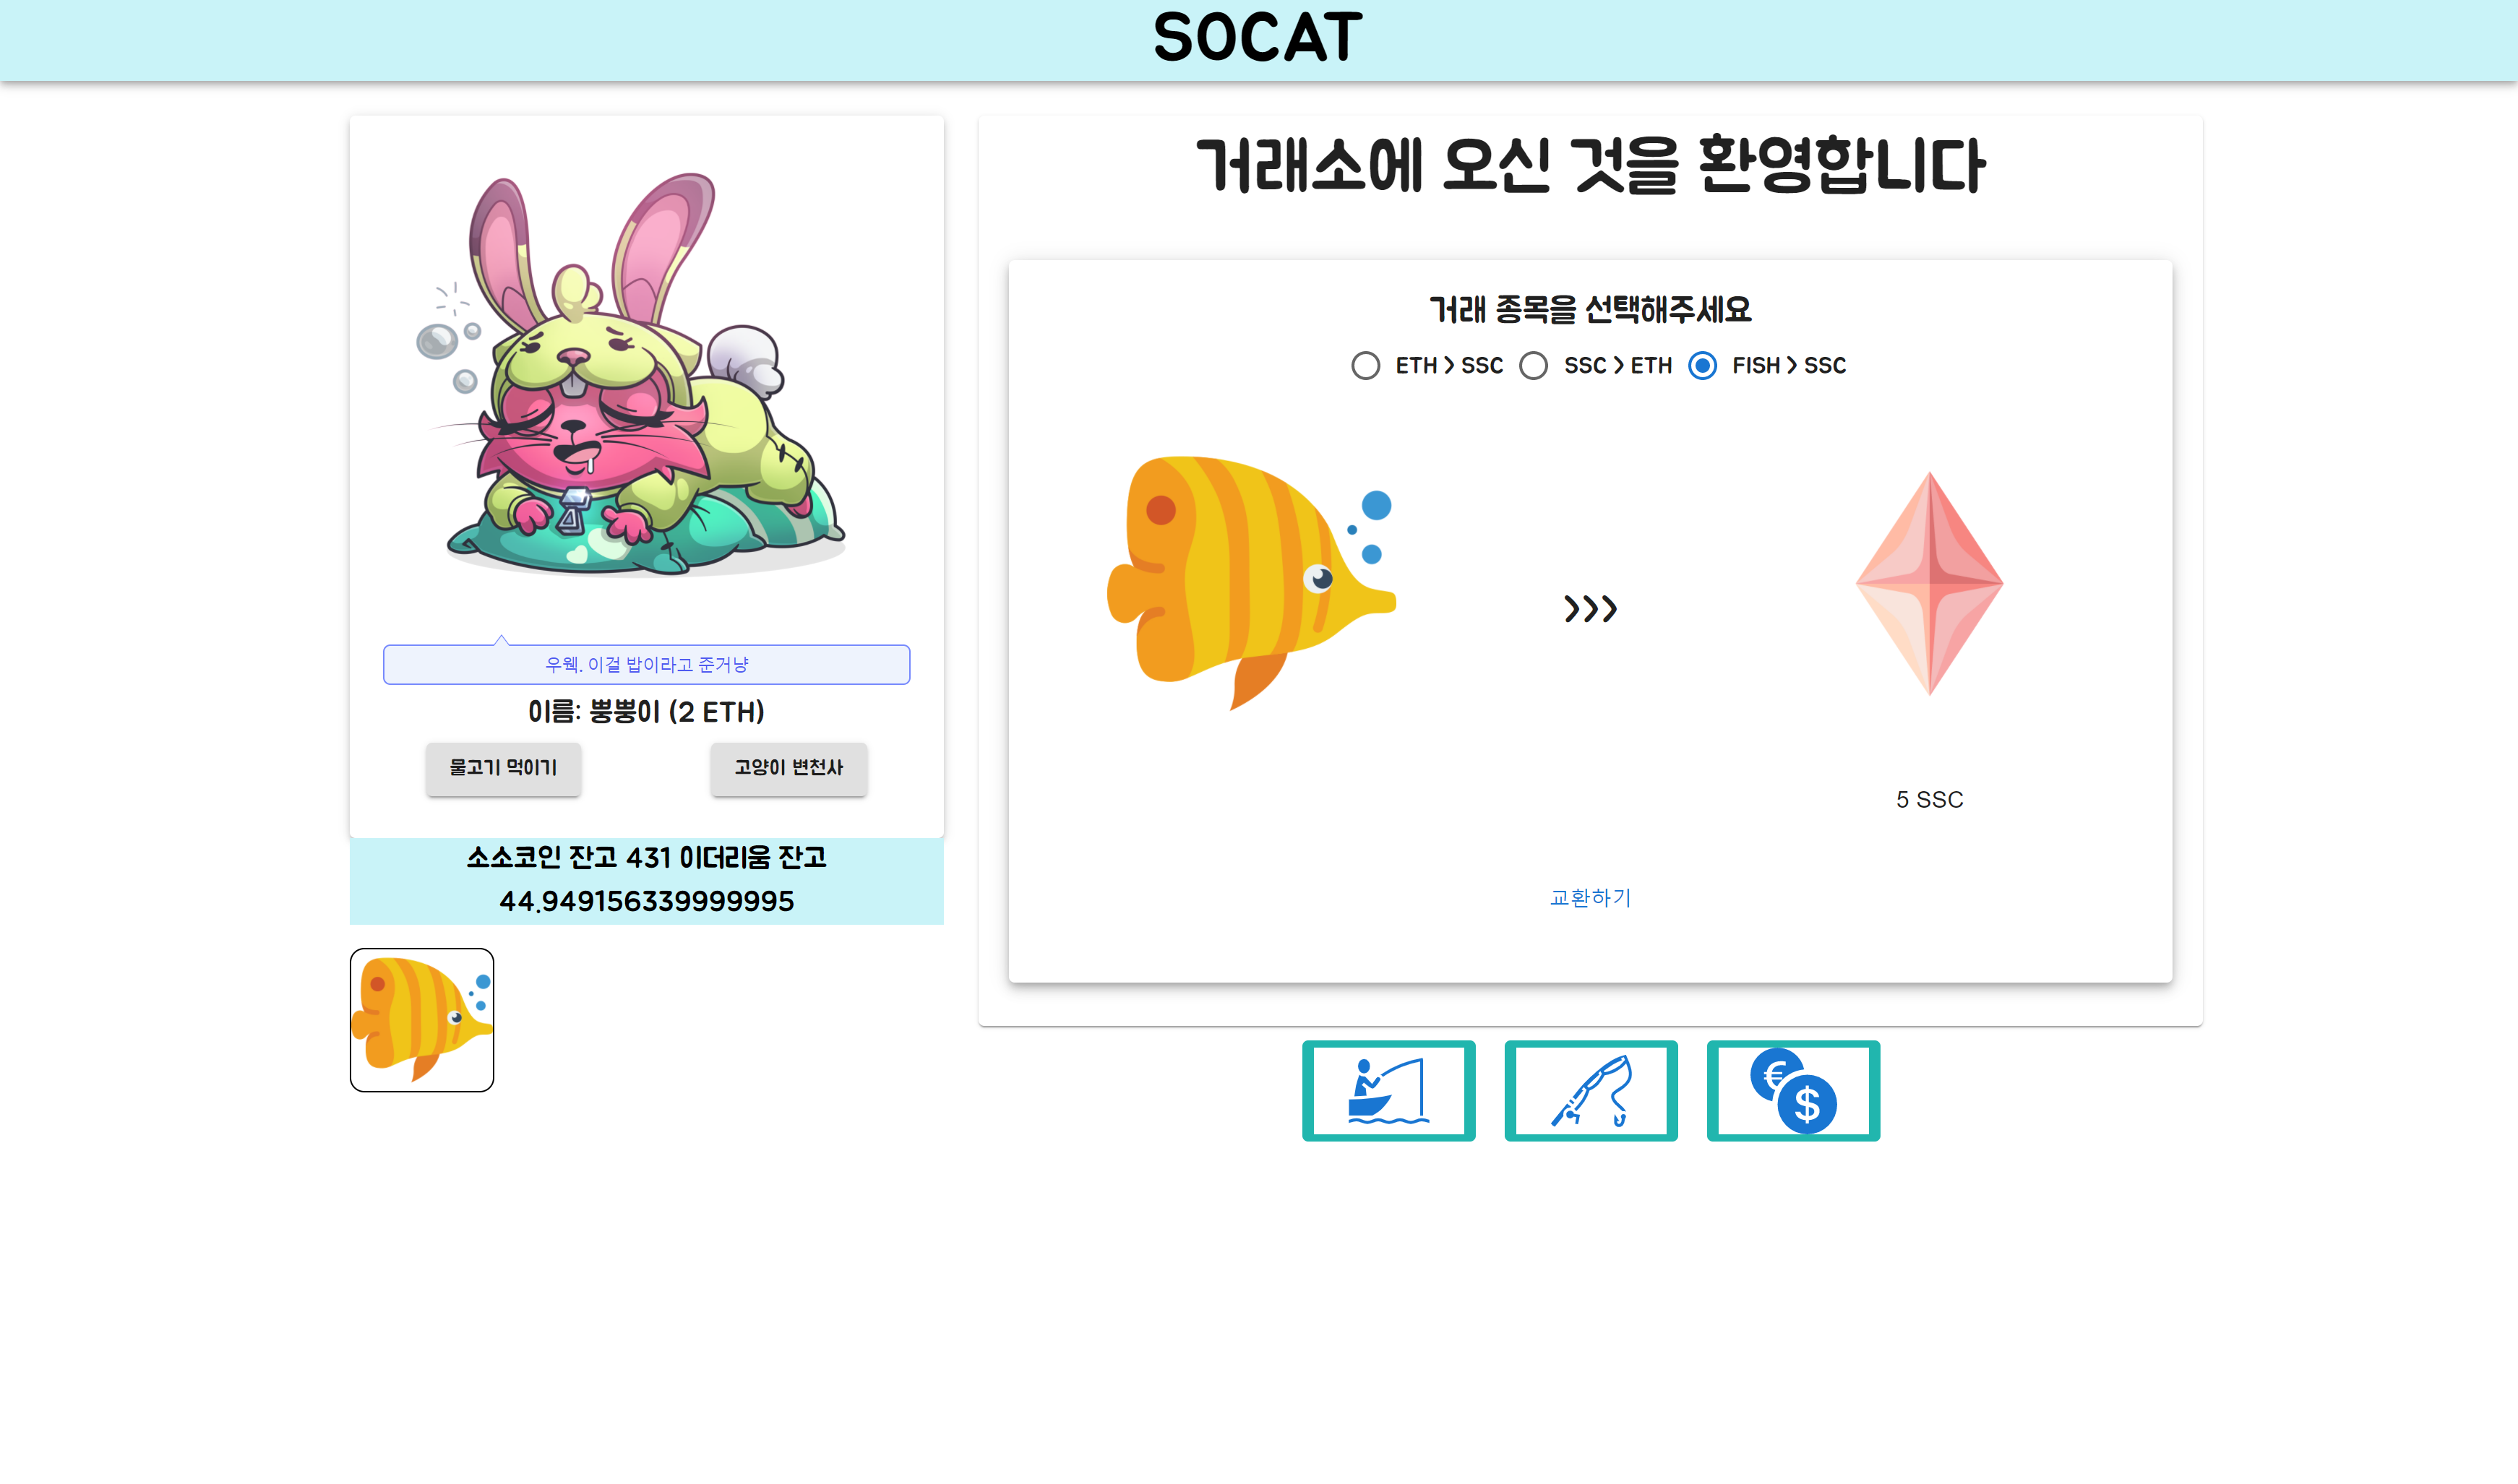 SOCAT
우웩. 이걸 밥이라고 준거냥
이름: 뿡뿡이 (2 ETH)
물고기 먹이기
고양이 변천사
소소코인 잔고 431 이더리움 잔고
44.949156339999995
거래소에 오신 것을 환영합니다
거래 종목을 선택해주세요
ETH > SSC SSC > ETH FISH > SSC
>>>
5 SSC
교환하기
€
$